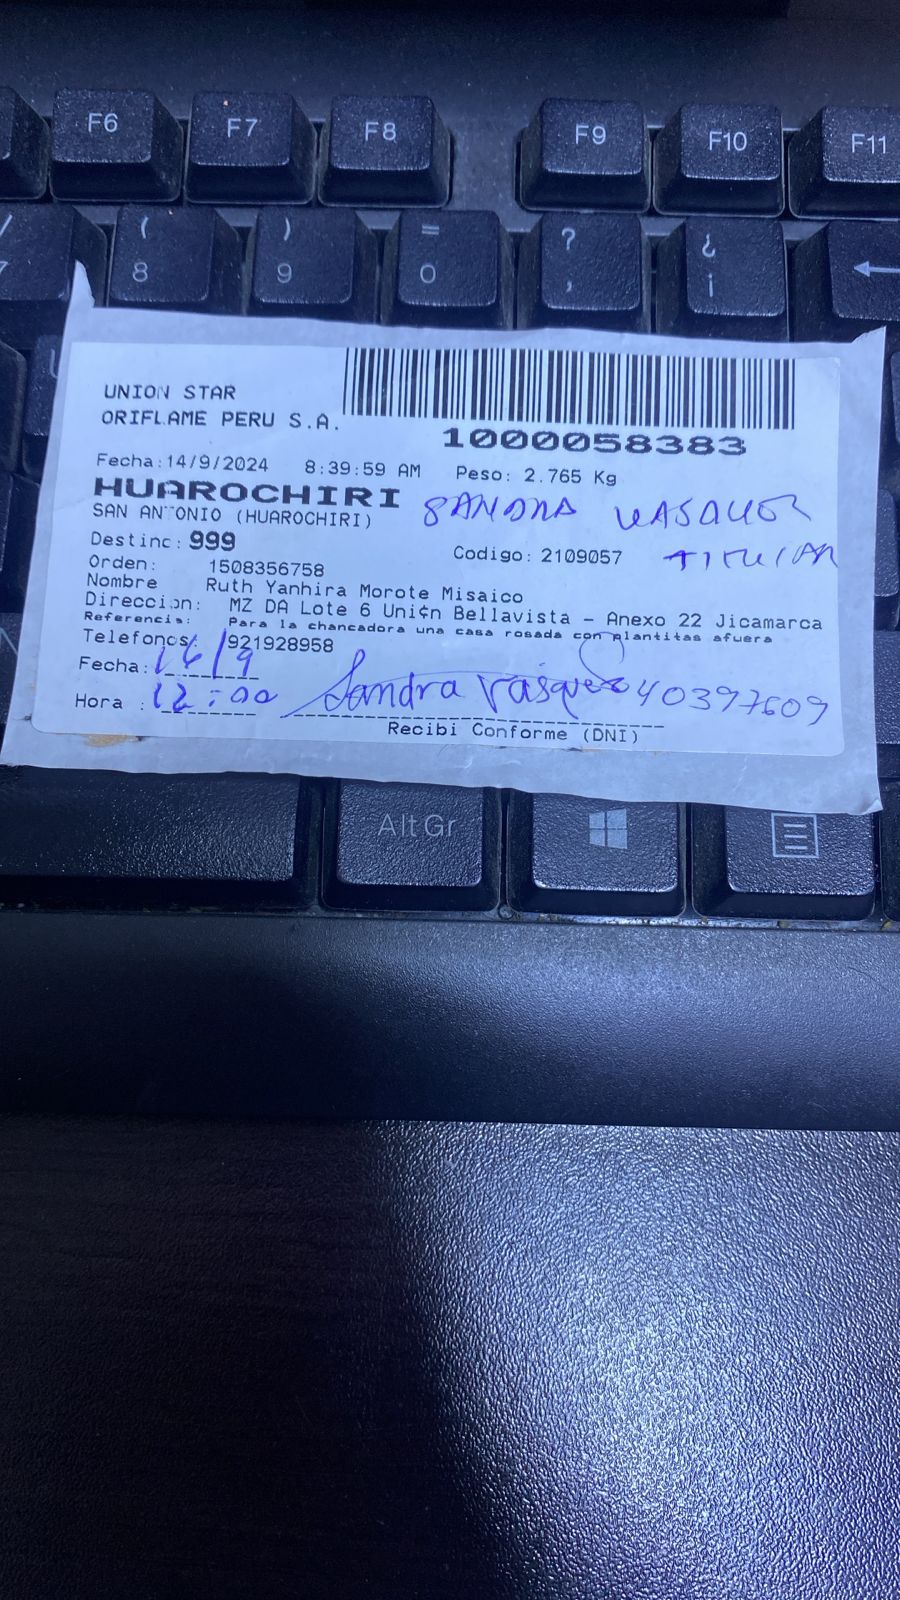 F6 F7 F8 F9 F10 F11
/ ( ) = ? ¿
7 8 9 0 ' ¡
UNION STAR
ORIFLAME PERU S.A.
1000058383
Fecha:14/9/2024 8:39:59 AM Peso: 2.765 Kg
HUAROCHIRI
SAN ANTONIO (HUAROCHIRI) SANDRA VASQUEZ
Destino: 999 Codigo: 2109057 TITULAR
Orden: 1508356758
Nombre Ruth Yanhira Morote Misaico
Direccion: MZ DA Lote 6 Uni¢n Bellavista - Anexo 22 Jicamarca
Referencia: Para la chancadora una casa rosada con plantitas afuera
Telefonos 921928958
Fecha: 16/9
Hora : 12:00 Sandra Vasquez 40397609
Recibi Conforme (DNI)
Alt Gr